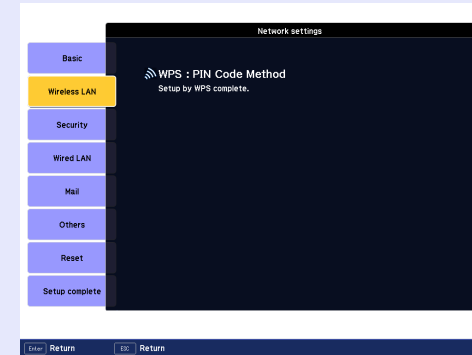 Network settings
Basic
Wireless LAN
Security
Wired LAN
Mail
Others
Reset
Setup complete
WPS : PIN Code Method
Setup by WPS complete.
Enter Return
ESC Return